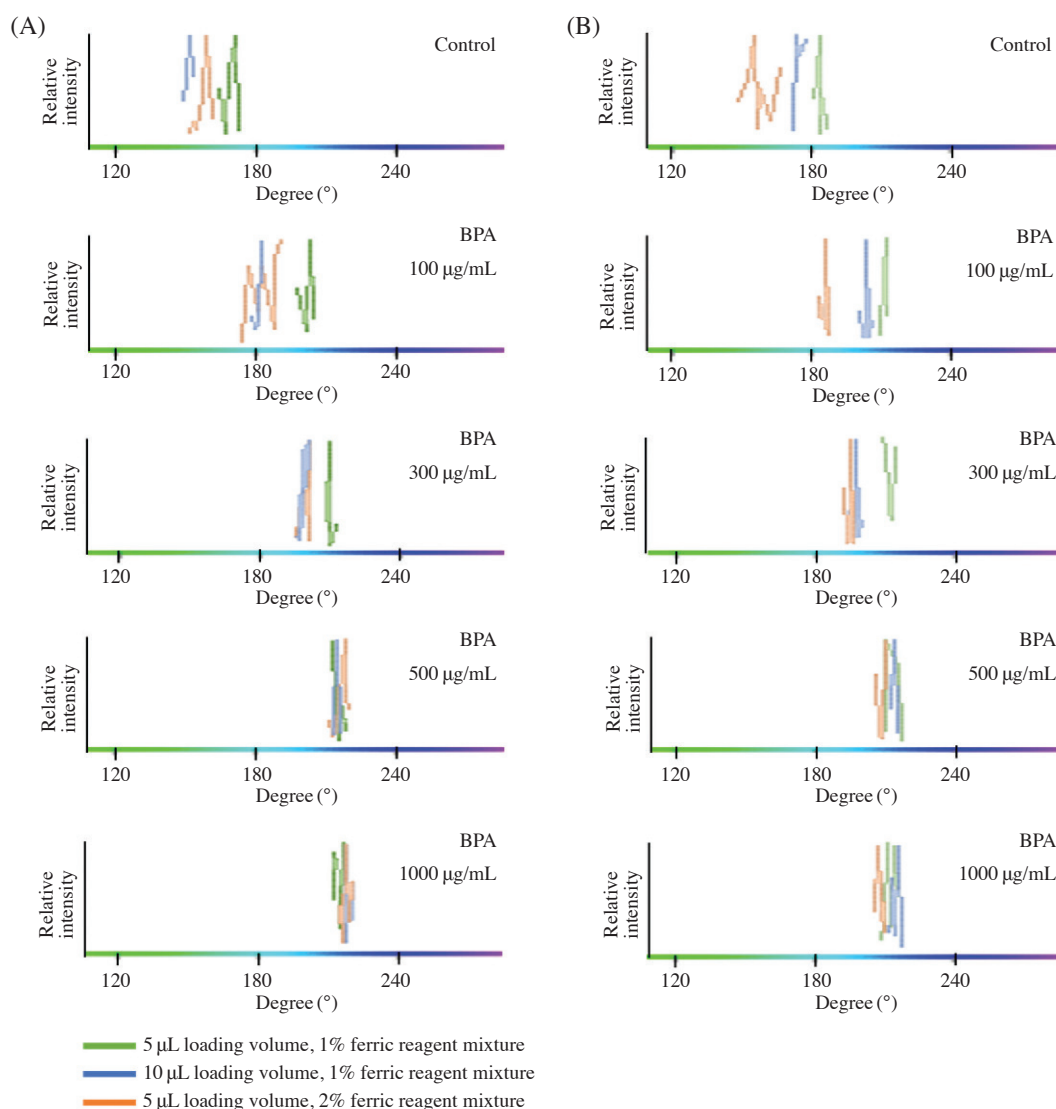 (A)
Control
Relative
intensity
120 180 240
Degree (°)
BPA
100 µg/mL
Relative
intensity
120 180 240
Degree (°)
BPA
300 µg/mL
Relative
intensity
120 180 240
Degree (°)
BPA
500 µg/mL
Relative
intensity
120 180 240
Degree (°)
BPA
1000 µg/mL
Relative
intensity
120 180 240
Degree (°)
(B)
Control
Relative
intensity
120 180 240
Degree (°)
BPA
100 µg/mL
Relative
intensity
120 180 240
Degree (°)
BPA
300 µg/mL
Relative
intensity
120 180 240
Degree (°)
BPA
500 µg/mL
Relative
intensity
120 180 240
Degree (°)
BPA
1000 µg/mL
Relative
intensity
120 180 240
Degree (°)
5 µL loading volume, 1% ferric reagent mixture
10 µL loading volume, 1% ferric reagent mixture
5 µL loading volume, 2% ferric reagent mixture